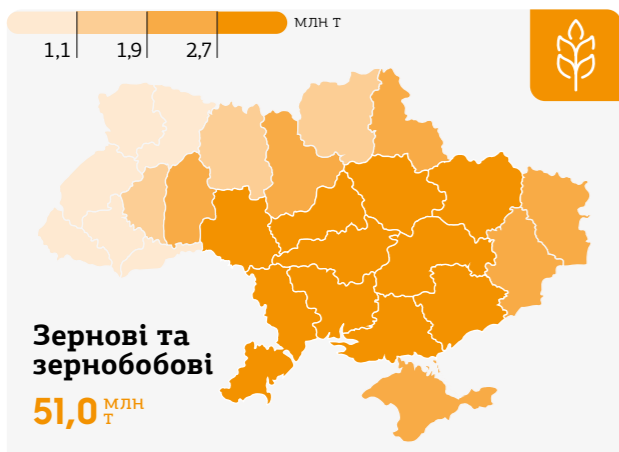 млн т
1,1 1,9 2,7
Зернові та
зернобобові
51,0 млн
т